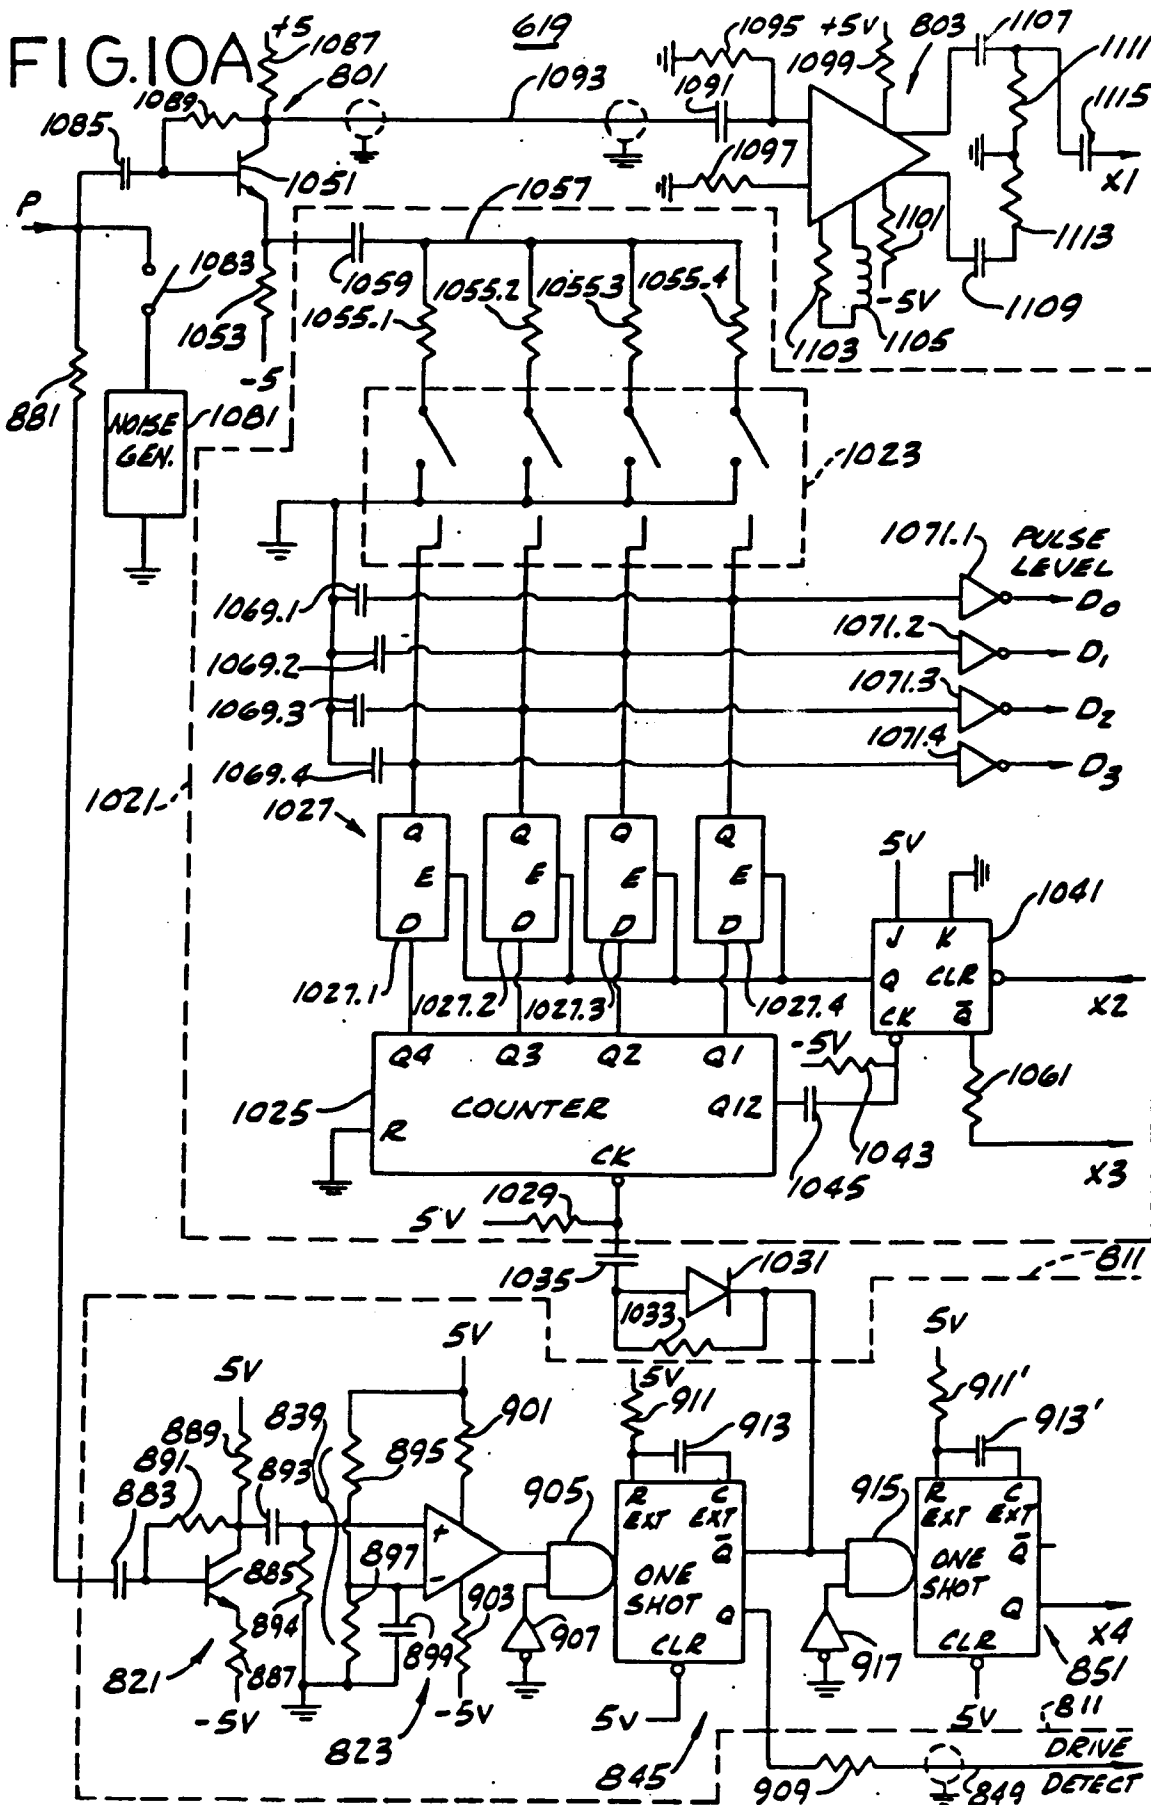 FIG.10A
619
+5
1087
801
1089
1085
1093
1095
1091
1097
+5V
1099
803
1107
1111
1115
X1
1051
P
1057
1083
1059
1053
-5
1055.1
1055.2
1055.3
1055.4
1101
-5V
1113
1109
1103
1105
881
NOISE
GEN.
1081
1023
1069.1
1069.2
1069.3
1069.4
1071.1
PULSE
LEVEL
D0
1071.2
D1
1071.3
D2
1071.4
D3
1021
1027
Q
E
D
Q
E
D
Q
E
D
Q
E
D
1027.1
1027.2
1027.3
1027.4
5V
J
K
1041
Q
CLR
CK
Q̄
X2
-5V
1061
1043
1045
X3
1025
Q4
Q3
Q2
Q1
COUNTER
Q12
R
CK
1029
5V
1035
1031
1033
811
5V
889
891
883
893
839
5V
895
901
885
894
887
821
-5V
+
-
897
899
903
-5V
823
905
907
5V
911
913
R
EXT
C
EXT
ONE
SHOT
Q̄
Q
CLR
5V
845
915
917
5V
911'
913'
R
EXT
C
EXT
ONE
SHOT
Q̄
Q
CLR
5V
X4
851
811
909
849
DRIVE
DETECT